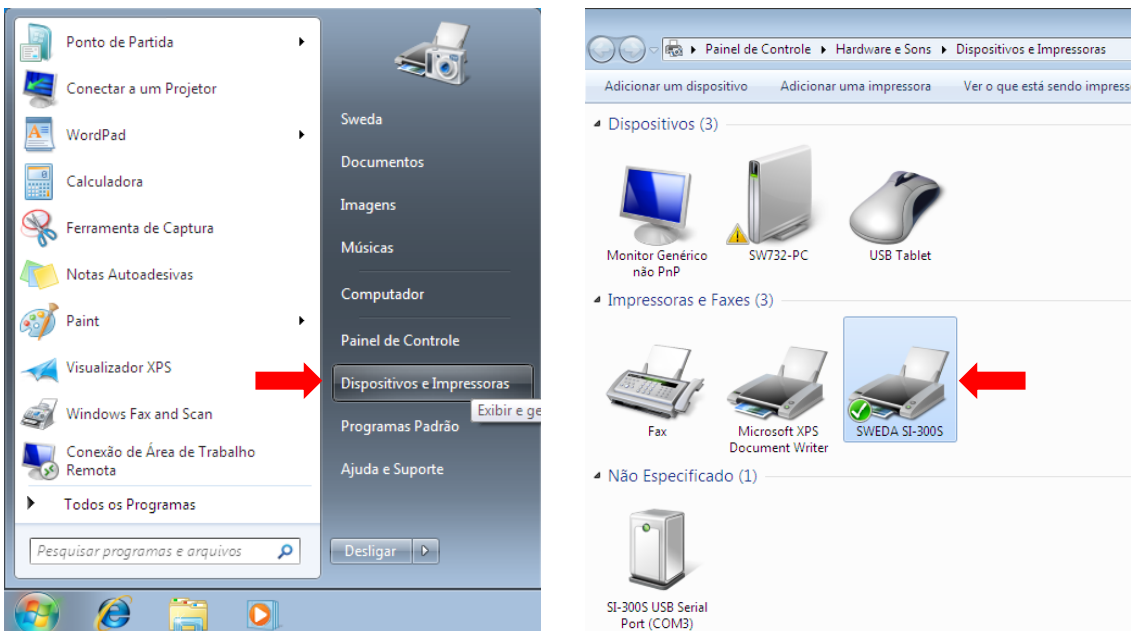 Ponto de Partida
Conectar a um Projetor
WordPad
Calculadora
Ferramenta de Captura
Notas Autoadesivas
Paint
Visualizador XPS
Windows Fax and Scan
Conexão de Área de Trabalho
Remota
Todos os Programas
Pesquisar programas e arquivos
Sweda
Documentos
Imagens
Músicas
Computador
Painel de Controle
Dispositivos e Impressoras
Exibir e ge
Programas Padrão
Ajuda e Suporte
Desligar
Painel de Controle Hardware e Sons Dispositivos e Impressoras
Adicionar um dispositivo Adicionar uma impressora Ver o que está sendo impress
Dispositivos (3)
Monitor Genérico
não PnP
SW732-PC
USB Tablet
Impressoras e Faxes (3)
Fax
Microsoft XPS
Document Writer
SWEDA SI-300S
Não Especificado (1)
SI-300S USB Serial
Port (COM3)